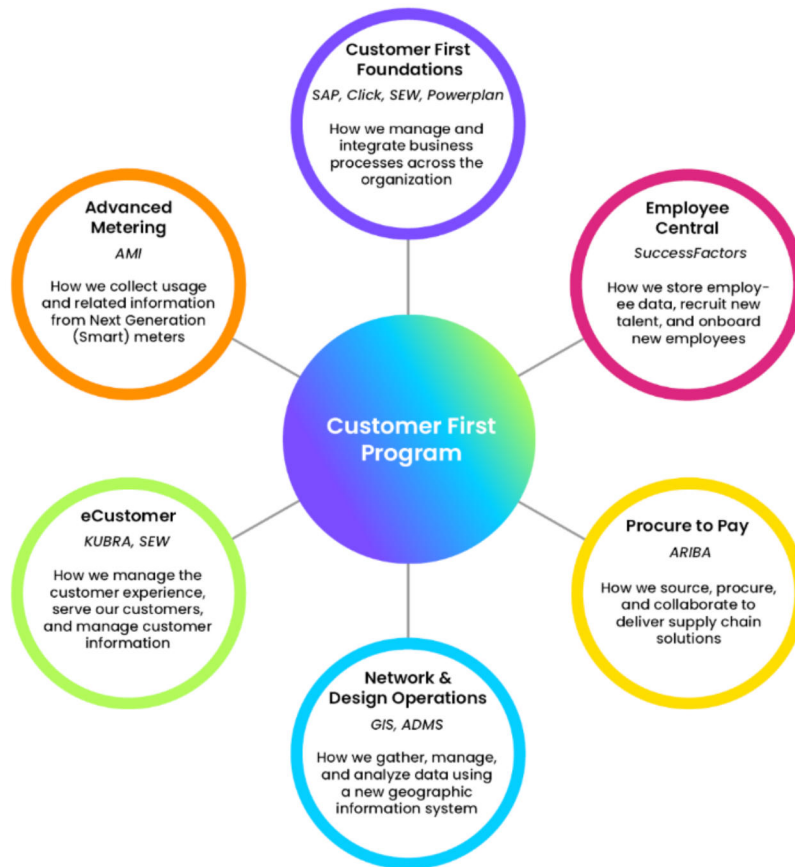 Customer First
Foundations
SAP, Click, SEW, Powerplan
How we manage and
integrate business
processes across the
organization
Advanced
Metering
AMI
How we collect usage
and related information
from Next Generation
(Smart) meters
Employee
Central
SuccessFactors
How we store employ-
ee data, recruit new
talent, and onboard
new employees
Customer First
Program
eCustomer
KUBRA, SEW
How we manage the
customer experience,
serve our customers,
and manage customer
information
Procure to Pay
ARIBA
How we source, procure,
and collaborate to
deliver supply chain
solutions
Network &
Design Operations
GIS, ADMS
How we gather, manage,
and analyze data using
a new geographic
information system